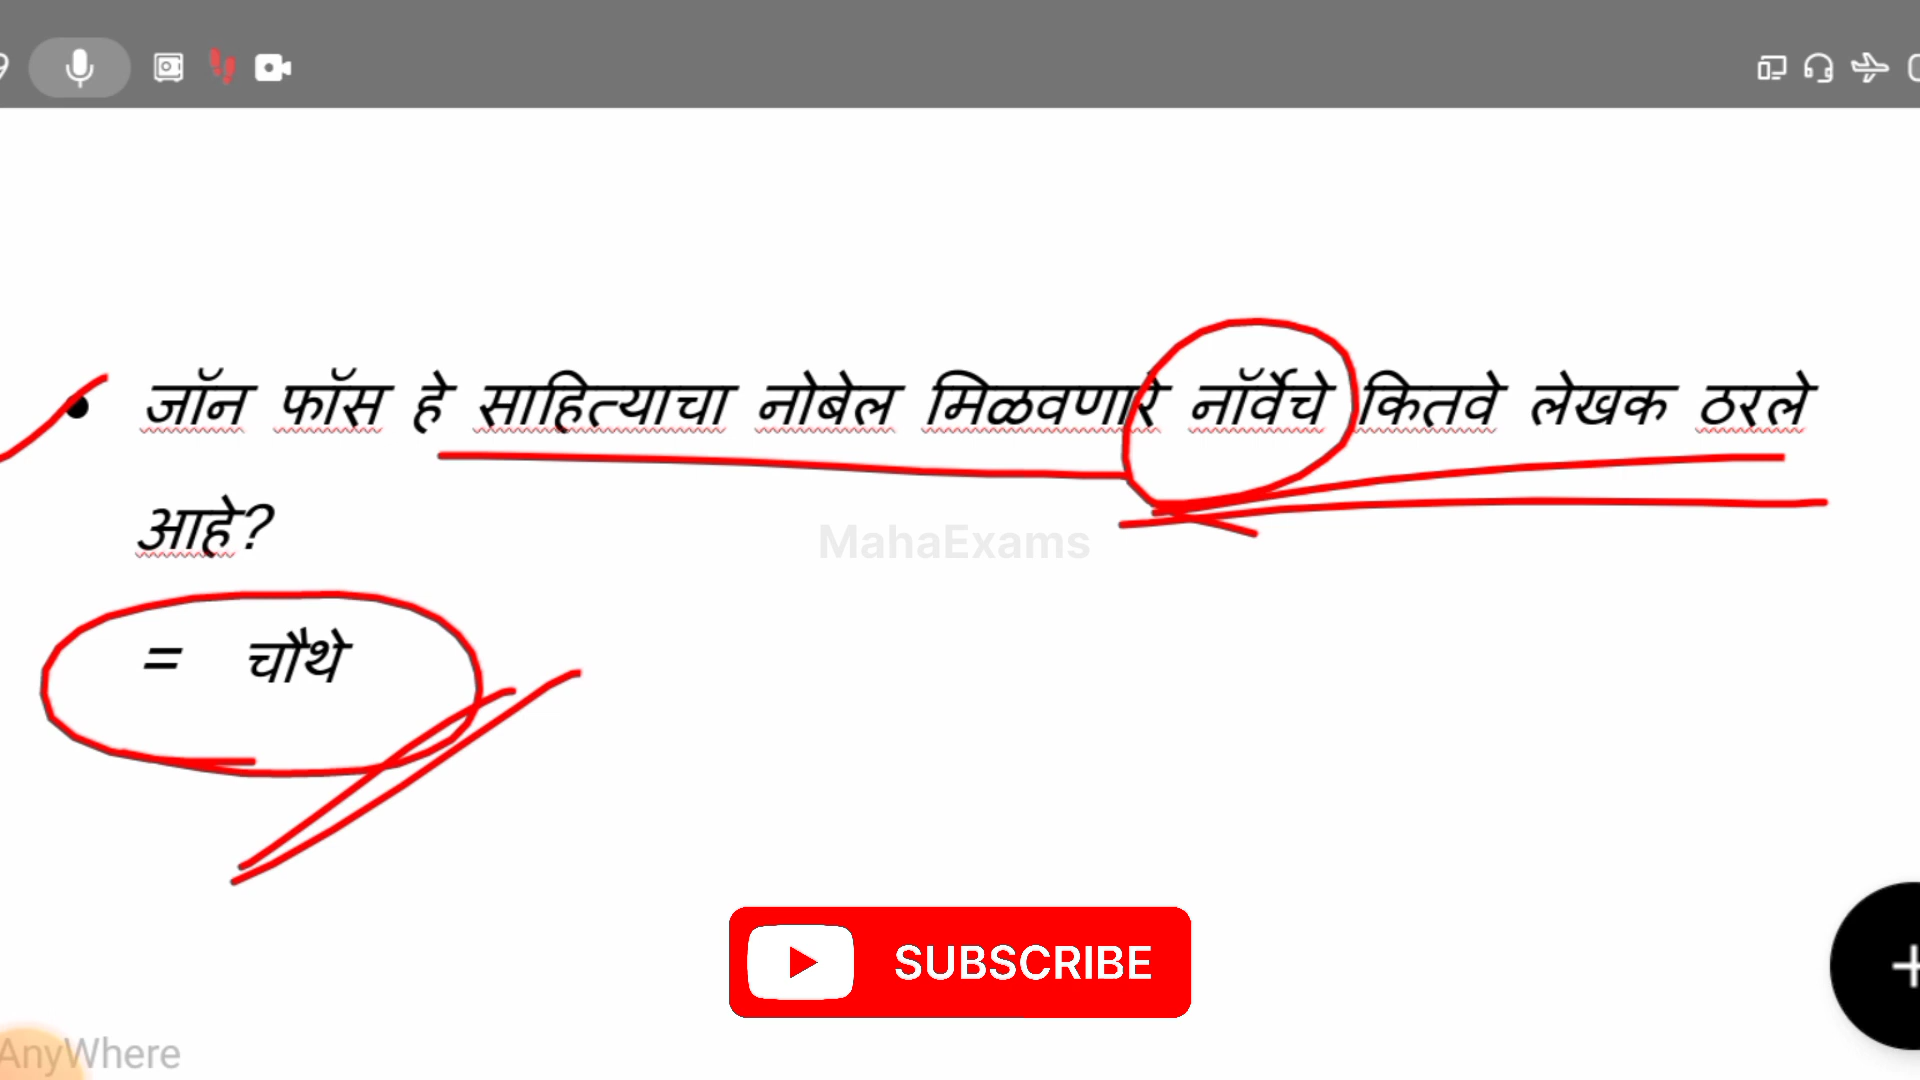 जॉन फॉस हे साहित्याचा नोबेल मिळवणारे नॉर्वेचे कितवे लेखक ठरले
आहे?
MahaExams
= चौथे
SUBSCRIBE
AnyWhere